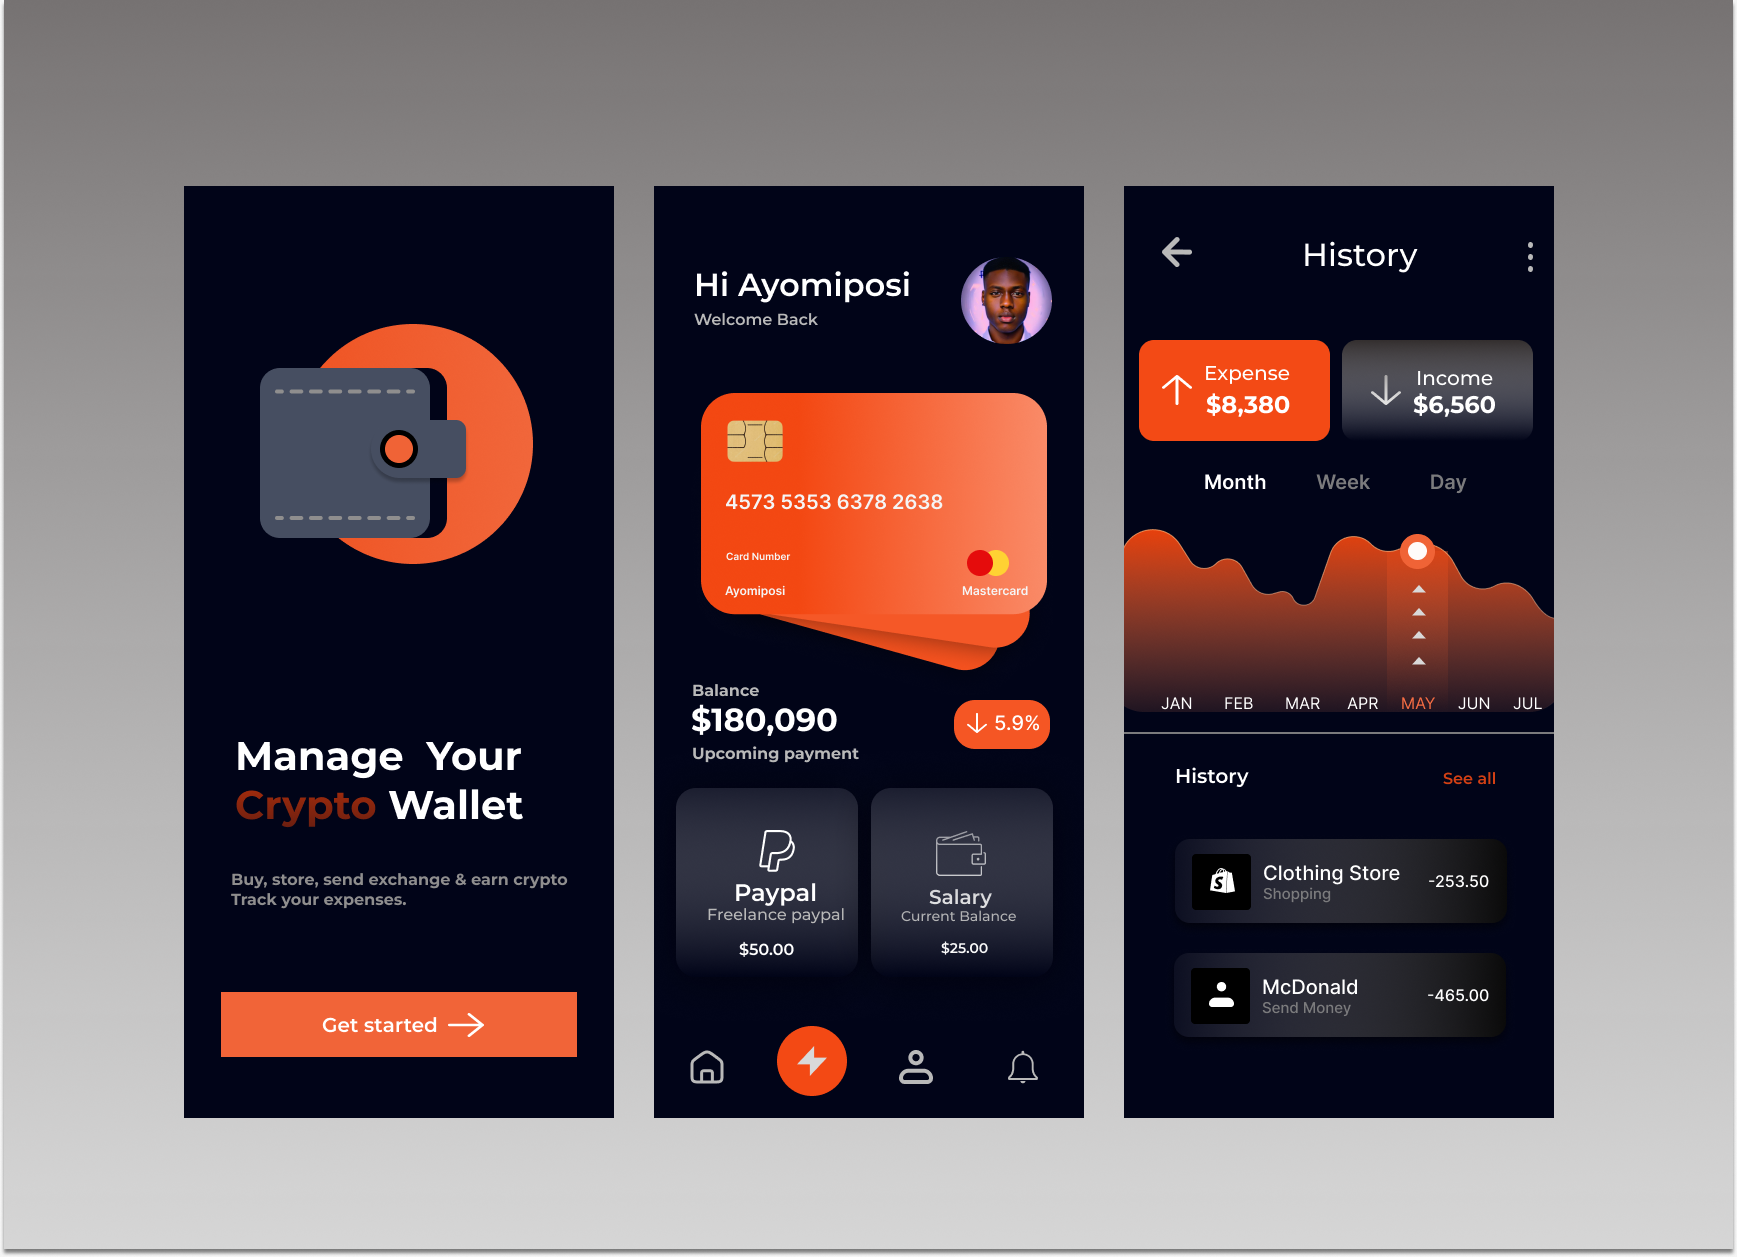 Manage Your
Crypto Wallet
Buy, store, send exchange & earn crypto
Track your expenses.
Get started
Hi Ayomiposi
Welcome Back
4573 5353 6378 2638
Card Number
Ayomiposi
Mastercard
Balance
$180,090
5.9%
Upcoming payment
Paypal
Freelance paypal
$50.00
Salary
Current Balance
$25.00
History
Expense
$8,380
Income
$6,560
Month Week Day
JAN FEB MAR APR MAY JUN JUL
History
See all
Clothing Store
Shopping
-253.50
McDonald
Send Money
-465.00